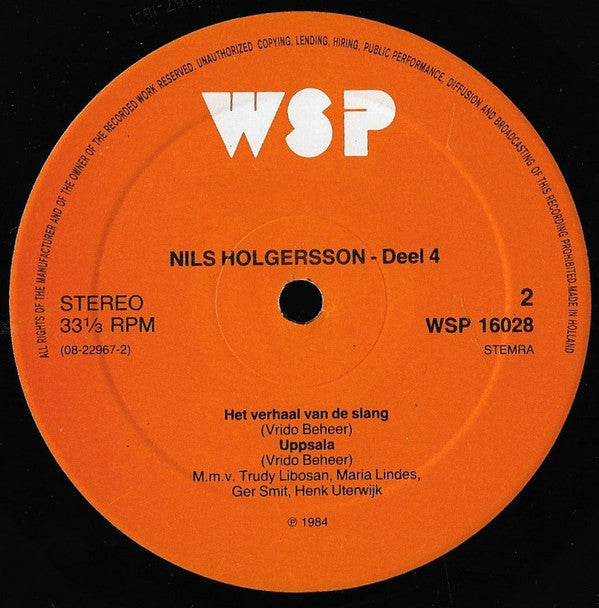 ALL RIGHTS OF THE MANUFACTURER AND OF THE OWNER OF THE RECORDED WORK RESERVED. UNAUTHORIZED COPYING, LENDING, HIRING, PUBLIC PERFORMANCE, DIFFUSION AND BROADCASTING OF THIS RECORDING PROHIBITED. MADE IN HOLLAND
WSP
NILS HOLGERSSON - Deel 4
STEREO
33⅓ RPM
(08-22967-2)
2
WSP 16028
STEMRA
Het verhaal van de slang
(Vrido Beheer)
Uppsala
(Vrido Beheer)
M.m.v. Trudy Libosan, Maria Lindes,
Ger Smit, Henk Uterwijk
℗ 1984